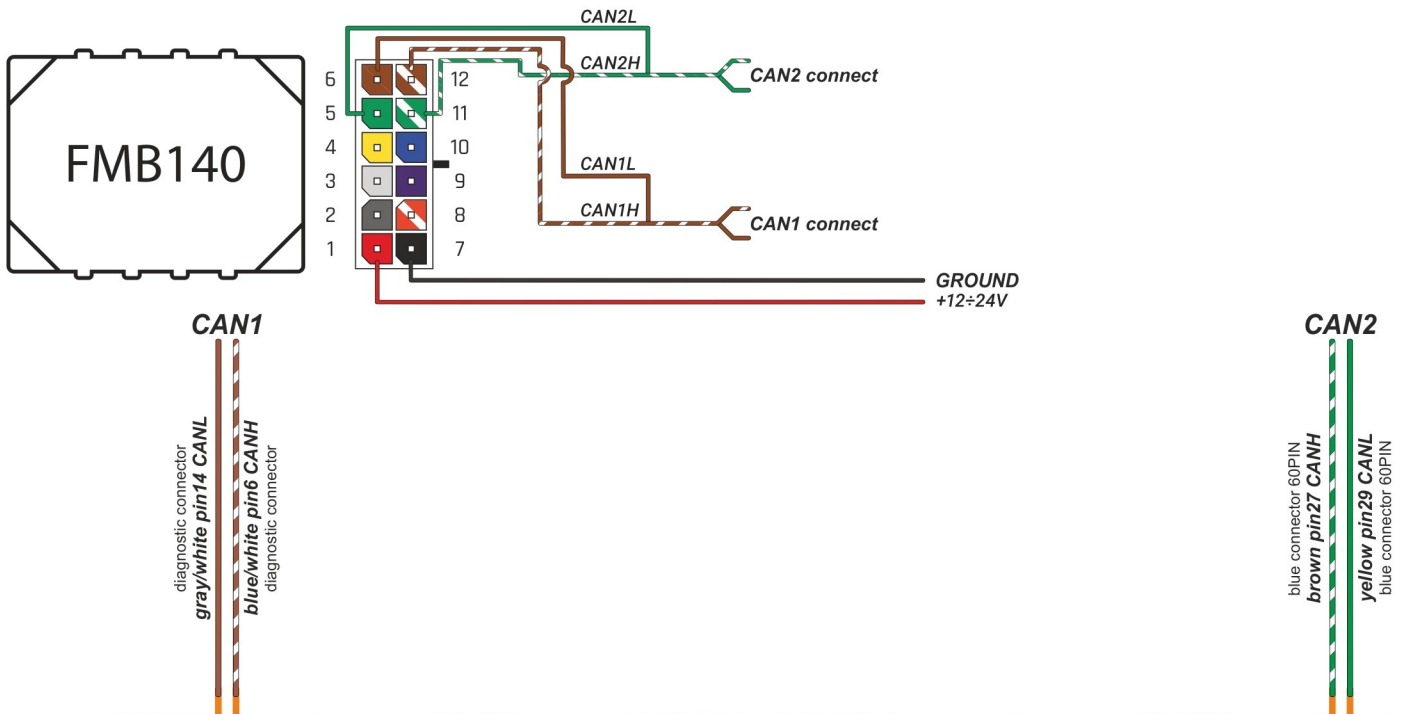 CAN2L
CAN2H
CAN2 connect
FMB140
6
12
5
11
4
10
3
9
2
8
1
7
CAN1L
CAN1H
CAN1 connect
GROUND
+12÷24V
CAN1
diagnostic connector
gray/white pin14 CANL
blue/white pin6 CANH
diagnostic connector
CAN2
blue connector 60PIN
brown pin27 CANH
yellow pin29 CANL
blue connector 60PIN